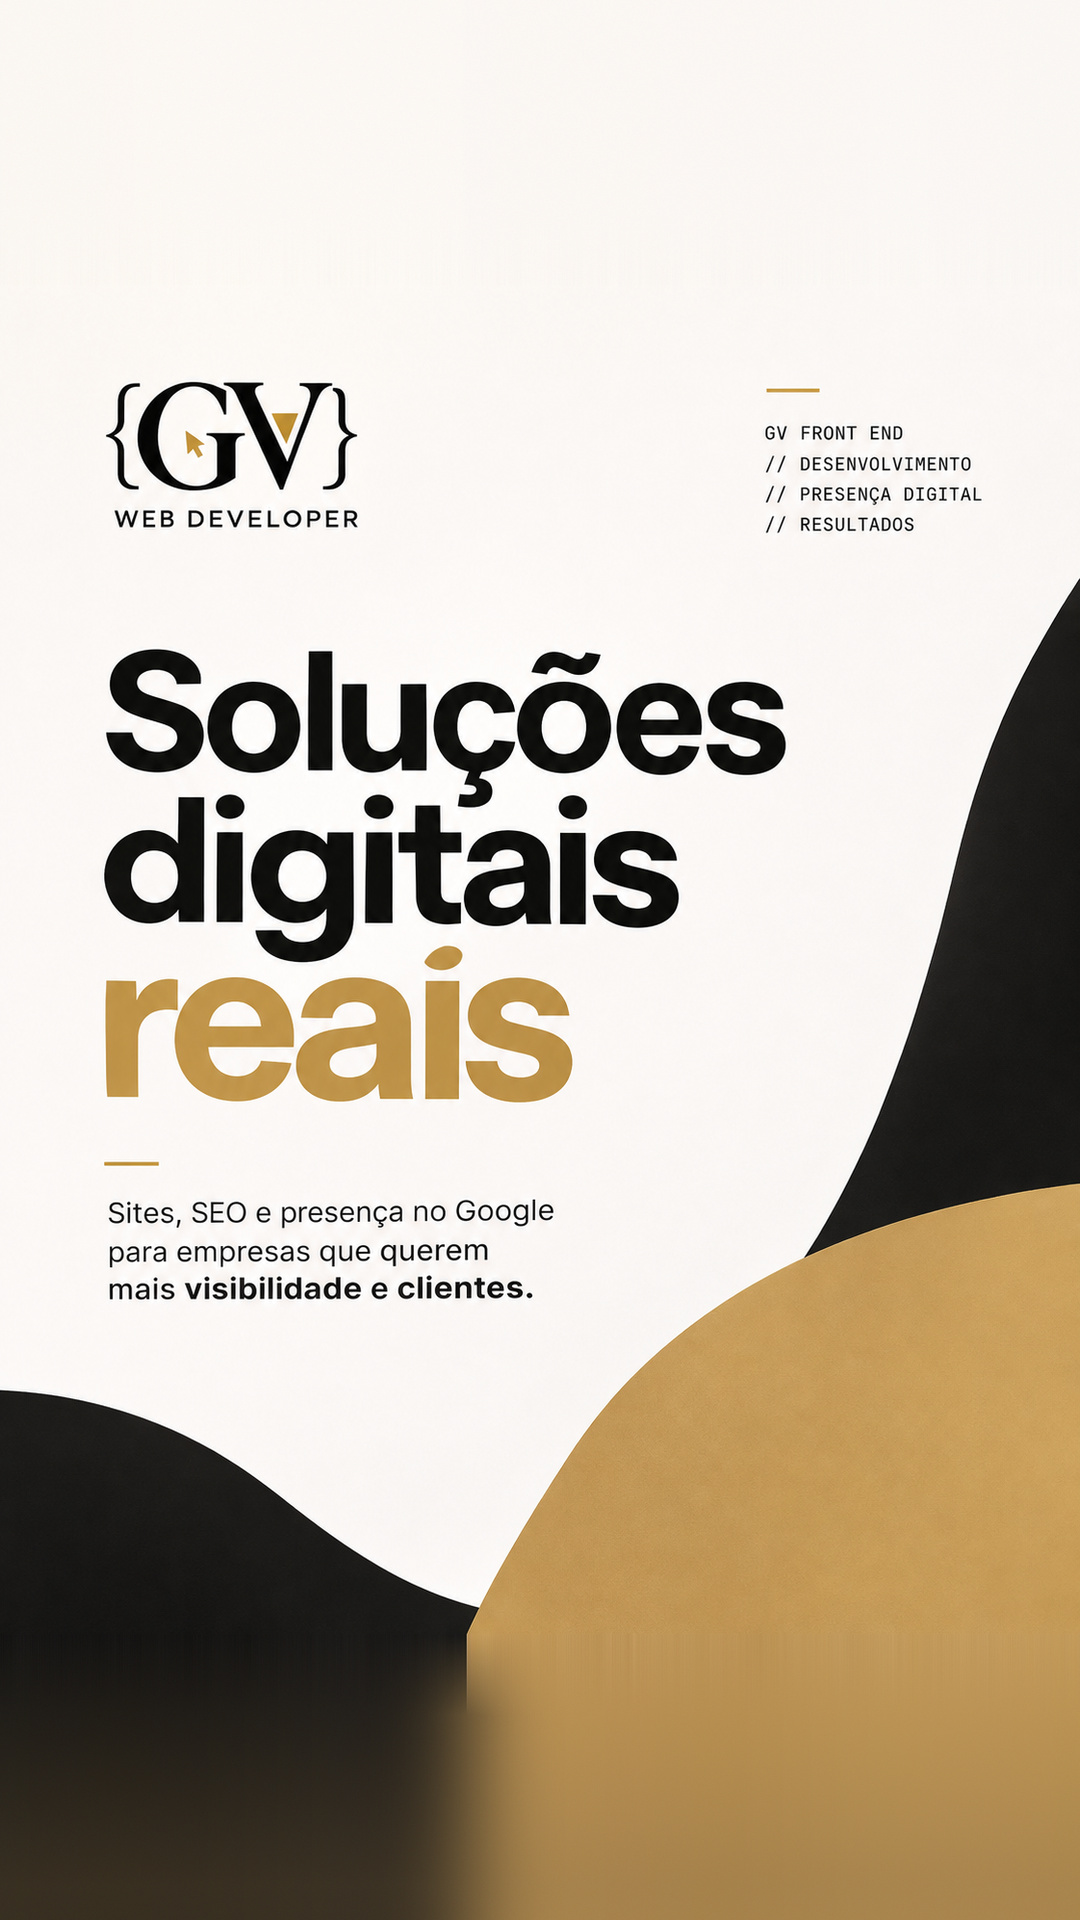 {GV}
WEB DEVELOPER
GV FRONT END
// DESENVOLVIMENTO
// PRESENÇA DIGITAL
// RESULTADOS
Soluções
digitais
reais
Sites, SEO e presença no Google
para empresas que querem
mais visibilidade e clientes.